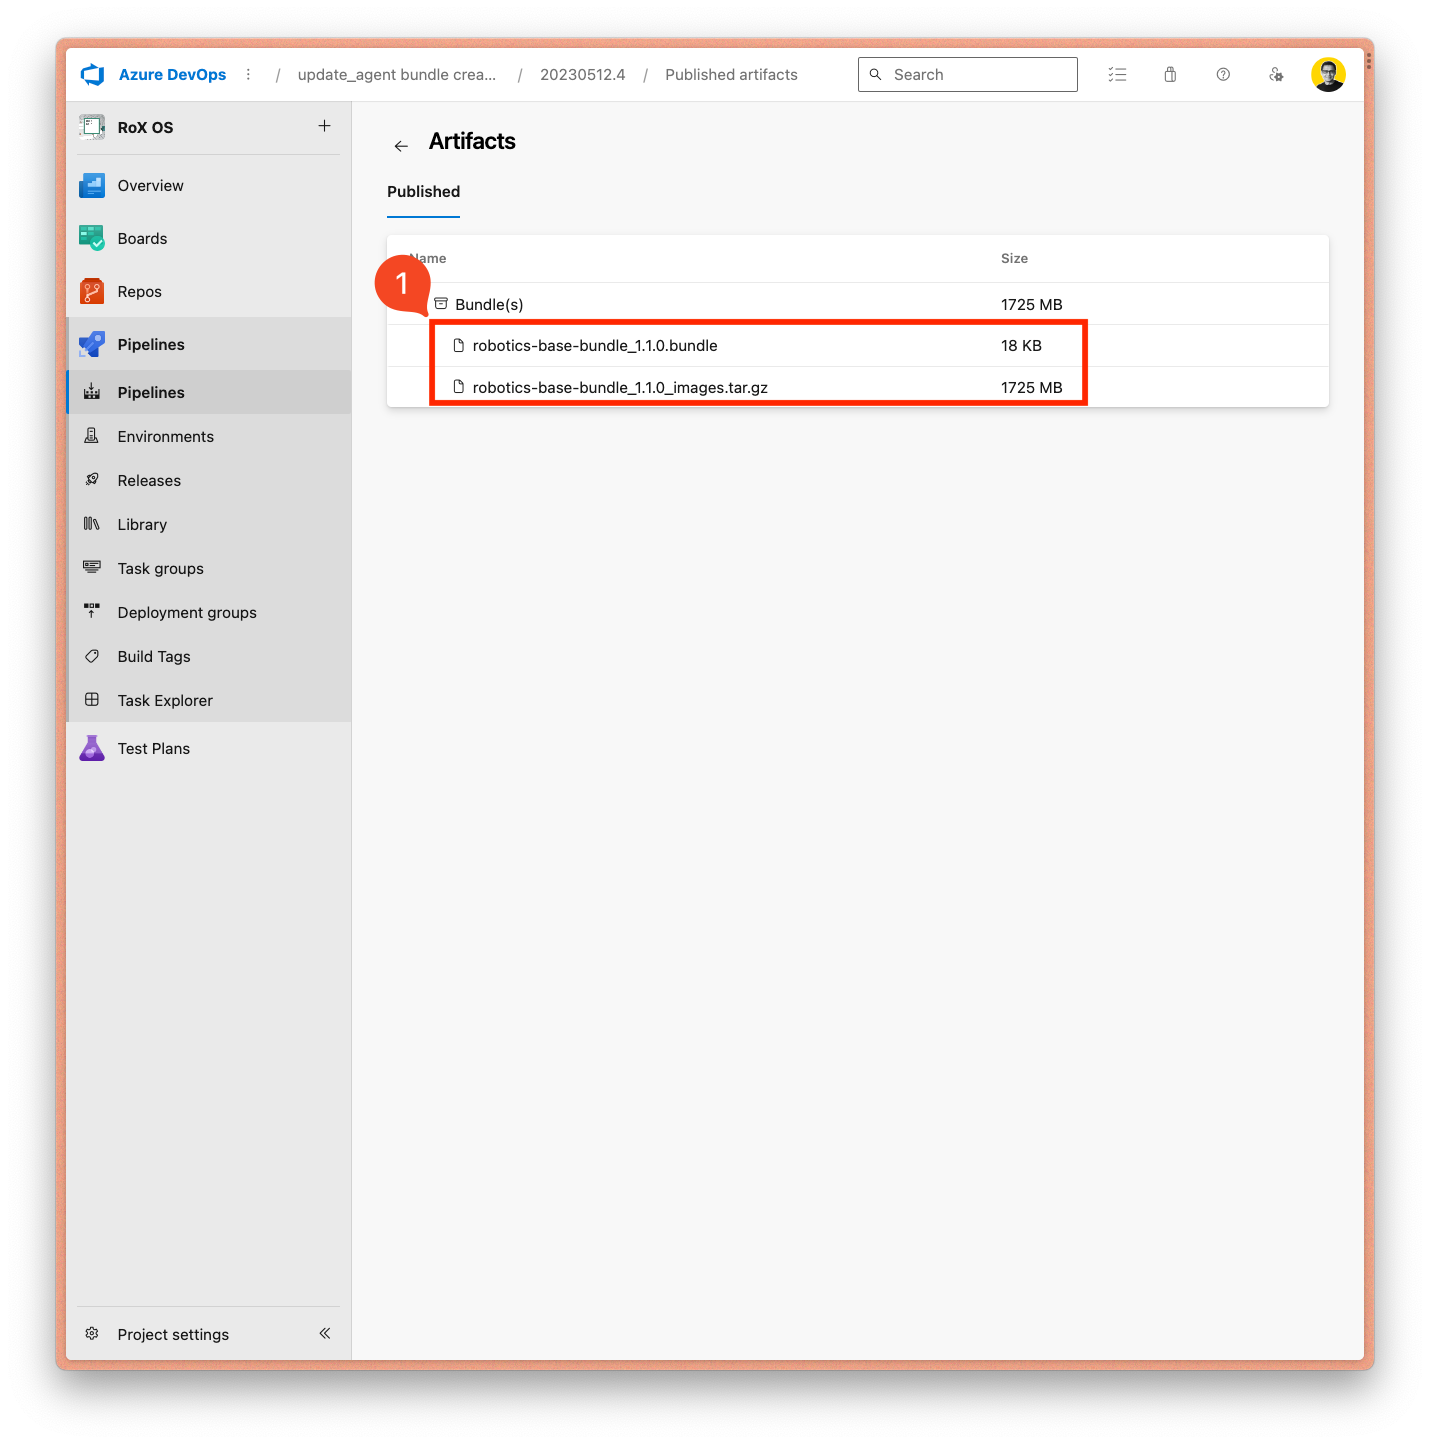 Azure DevOps / update_agent bundle crea... / 20230512.4 / Published artifacts Search
RoX OS
Artifacts
Published
Overview
Boards
Repos
Pipelines
Pipelines
Environments
Releases
Library
Task groups
Deployment groups
Build Tags
Task Explorer
Test Plans
Project settings
Name Size
1
Bundle(s) 1725 MB
robotics-base-bundle_1.1.0.bundle 18 KB
robotics-base-bundle_1.1.0_images.tar.gz 1725 MB